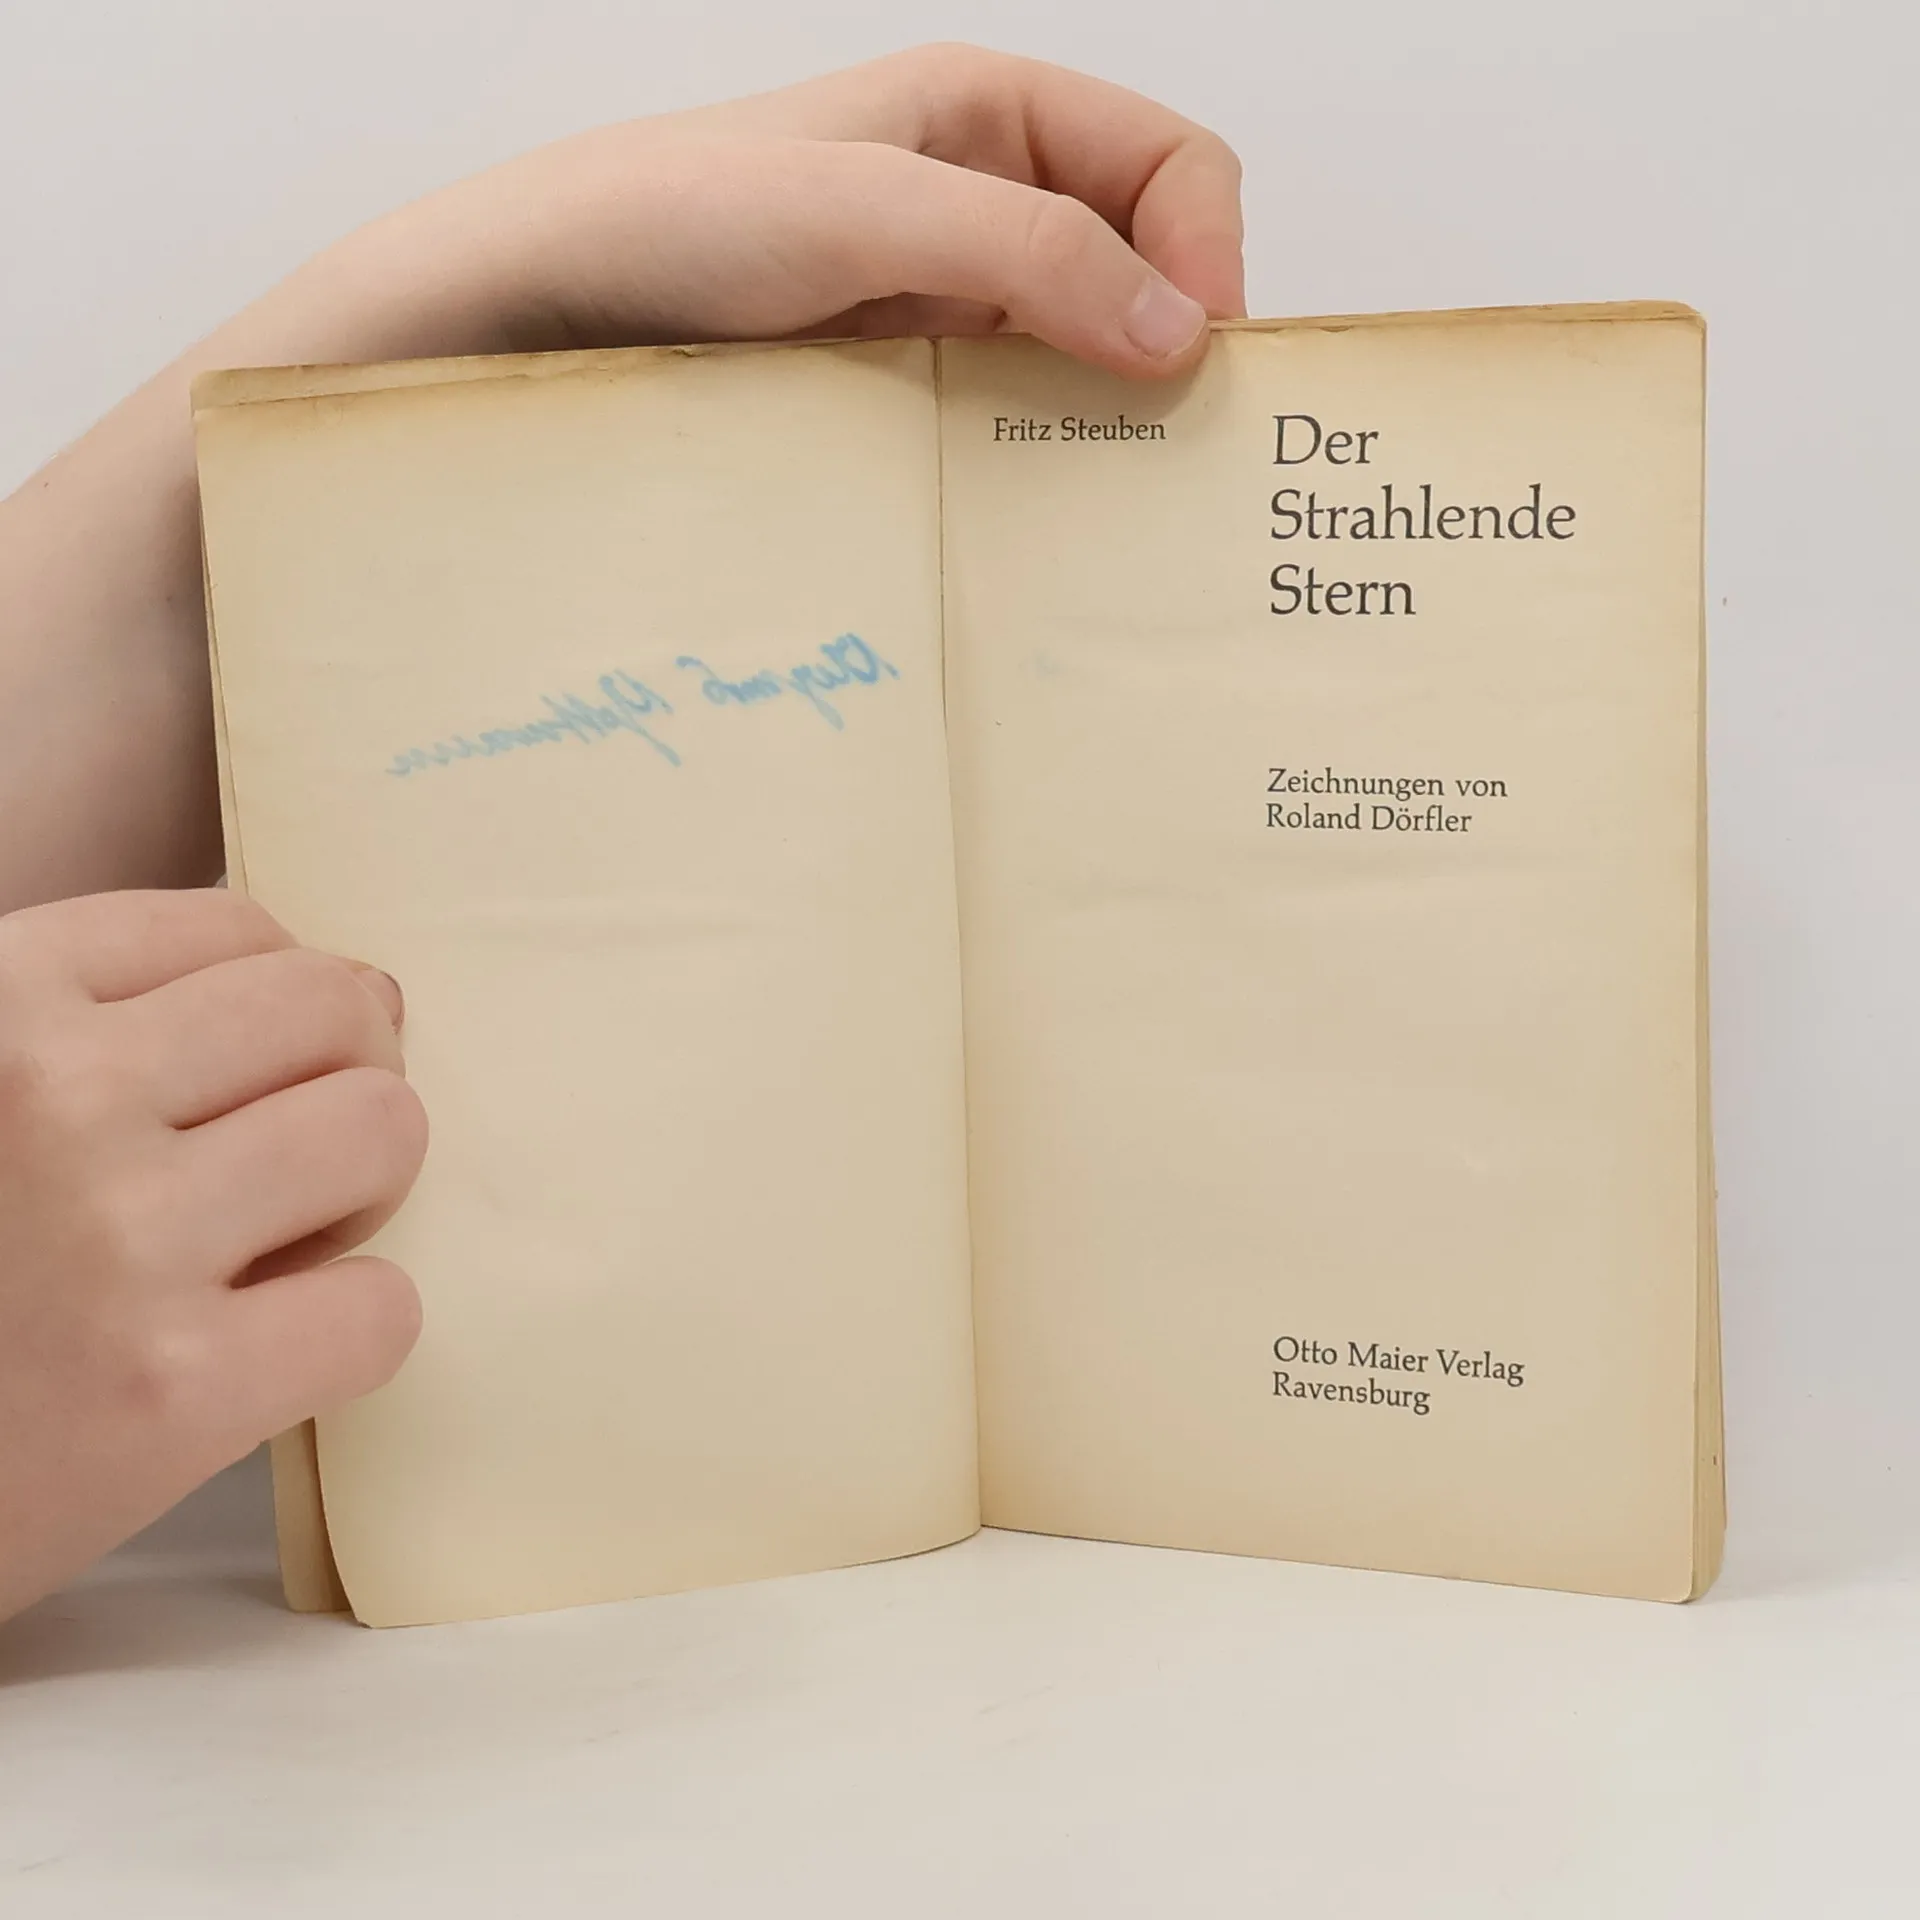 Fritz Steuben
Der
Strahlende
Stern
Zeichnungen von
Roland Dörfler
Otto Maier Verlag
Ravensburg